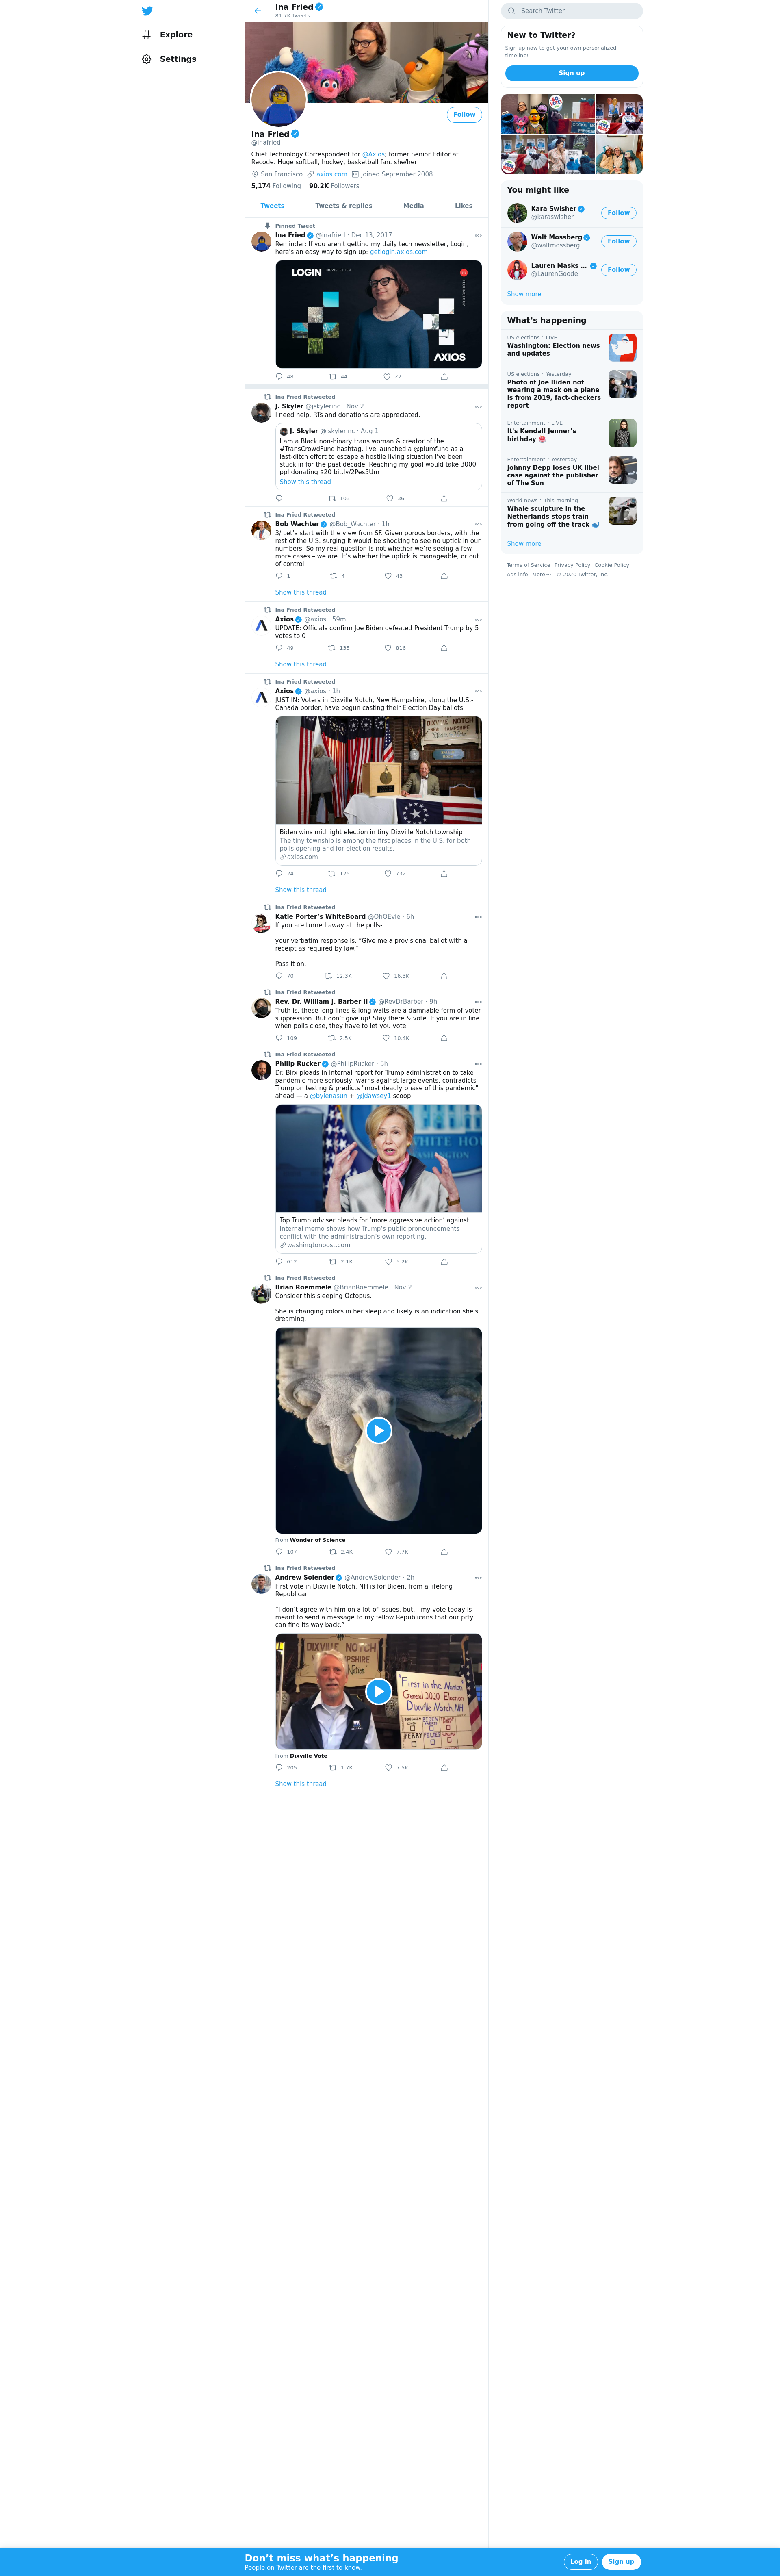 Explore
Settings
Ina Fried
81.7K Tweets
Follow
Ina Fried
@inafried
Chief Technology Correspondent for @Axios; former Senior Editor at
Recode. Huge softball, hockey, basketball fan. she/her
San Francisco axios.com Joined September 2008
5,174 Following 90.2K Followers
Tweets Tweets & replies Media Likes
Pinned Tweet
Ina Fried @inafried · Dec 13, 2017
Reminder: If you aren't getting my daily tech newsletter, Login,
here's an easy way to sign up: getlogin.axios.com
LOGIN NEWSLETTER
AXIOS
48 44 221
Ina Fried Retweeted
J. Skyler @jskylerinc · Nov 2
I need help. RTs and donations are appreciated.
J. Skyler @jskylerinc · Aug 1
I am a Black non-binary trans woman & creator of the
#TransCrowdFund hashtag. I've launched a @plumfund as a
last-ditch effort to escape a hostile living situation I've been
stuck in for the past decade. Reaching my goal would take 3000
ppl donating $20 bit.ly/2Pes5Um
Show this thread
103 36
Ina Fried Retweeted
Bob Wachter @Bob_Wachter · 1h
3/ Let's start with the view from SF. Given porous borders, with the
rest of the U.S. surging it would be shocking to see no uptick in our
numbers. So my real question is not whether we're seeing a few
more cases – we are. It's whether the uptick is manageable, or out
of control.
1 4 43
Show this thread
Ina Fried Retweeted
Axios @axios · 59m
UPDATE: Officials confirm Joe Biden defeated President Trump by 5
votes to 0
49 135 816
Show this thread
Ina Fried Retweeted
Axios @axios · 1h
JUST IN: Voters in Dixville Notch, New Hampshire, along the U.S.-
Canada border, have begun casting their Election Day ballots
DIXVILLE NOTCH
Biden wins midnight election in tiny Dixville Notch township
The tiny township is among the first places in the U.S. for both
polls opening and for election results.
axios.com
24 125 732
Show this thread
Ina Fried Retweeted
Katie Porter's WhiteBoard @OhOEvie · 6h
If you are turned away at the polls-
your verbatim response is: "Give me a provisional ballot with a
receipt as required by law."
Pass it on.
70 12.3K 16.3K
Ina Fried Retweeted
Rev. Dr. William J. Barber II @RevDrBarber · 9h
Truth is, these long lines & long waits are a damnable form of voter
suppression. But don't give up! Stay there & vote. If you are in line
when polls close, they have to let you vote.
109 2.5K 10.4K
Ina Fried Retweeted
Philip Rucker @PhilipRucker · 5h
Dr. Birx pleads in internal report for Trump administration to take
pandemic more seriously, warns against large events, contradicts
Trump on testing & predicts "most deadly phase of this pandemic"
ahead — a @bylenasun + @jdawsey1 scoop
WHITE HOUSE
Top Trump adviser pleads for 'more aggressive action' against ...
Internal memo shows how Trump's public pronouncements
conflict with the administration's own reporting.
washingtonpost.com
612 2.1K 5.2K
Ina Fried Retweeted
Brian Roemmele @BrianRoemmele · Nov 2
Consider this sleeping Octopus.
She is changing colors in her sleep and likely is an indication she's
dreaming.
From Wonder of Science
107 2.4K 7.7K
Ina Fried Retweeted
Andrew Solender @AndrewSolender · 2h
First vote in Dixville Notch, NH is for Biden, from a lifelong
Republican:
"I don't agree with him on a lot of issues, but... my vote today is
meant to send a message to my fellow Republicans that our prty
can find its way back."
DIXVILLE NOTCH
"First in the Nation"
General 2020 Election
Dixville Notch, NH
From Dixville Vote
205 1.7K 7.5K
Show this thread
Search Twitter
New to Twitter?
Sign up now to get your own personalized
timeline!
Sign up
You might like
Kara Swisher
@karaswisher
Follow
Walt Mossberg
@waltmossberg
Follow
Lauren Masks ...
@LaurenGoode
Follow
Show more
What's happening
US elections · LIVE
Washington: Election news
and updates
US elections · Yesterday
Photo of Joe Biden not
wearing a mask on a plane
is from 2019, fact-checkers
report
Entertainment · LIVE
It's Kendall Jenner's
birthday
Entertainment · Yesterday
Johnny Depp loses UK libel
case against the publisher
of The Sun
World news · This morning
Whale sculpture in the
Netherlands stops train
from going off the track
Show more
Terms of Service Privacy Policy Cookie Policy
Ads info More © 2020 Twitter, Inc.
Don't miss what's happening
People on Twitter are the first to know.
Log in Sign up